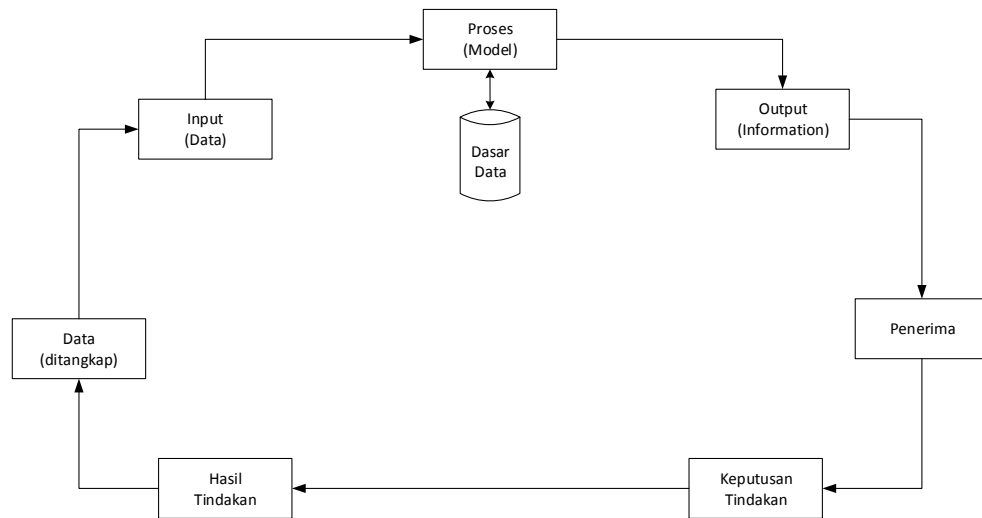 Proses
(Model)
Input
(Data)
Output
(Information)
Dasar
Data
Data
(ditangkap)
Penerima
Hasil
Tindakan
Keputusan
Tindakan